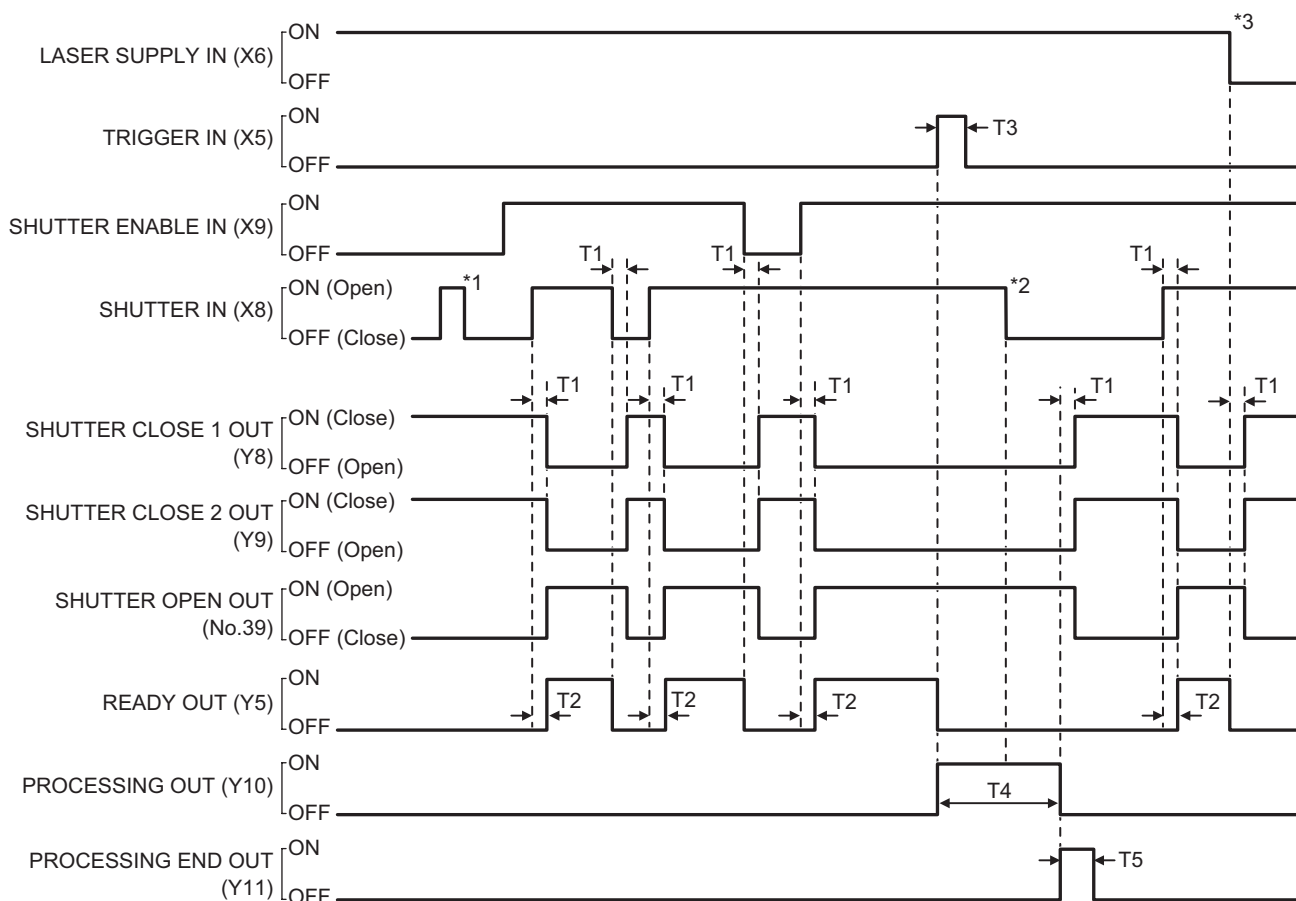 LASER SUPPLY IN (X6)
ON
OFF
*3
TRIGGER IN (X5)
ON
OFF
T3
SHUTTER ENABLE IN (X9)
ON
OFF
T1
T1
T1
SHUTTER IN (X8)
ON (Open)
OFF (Close)
*1
*2
T1
T1
T1
T1
T1
SHUTTER CLOSE 1 OUT
(Y8)
ON (Close)
OFF (Open)
SHUTTER CLOSE 2 OUT
(Y9)
ON (Close)
OFF (Open)
SHUTTER OPEN OUT
(No.39)
ON (Open)
OFF (Close)
READY OUT (Y5)
ON
OFF
T2
T2
T2
T2
PROCESSING OUT (Y10)
ON
OFF
T4
PROCESSING END OUT
(Y11)
ON
OFF
T5